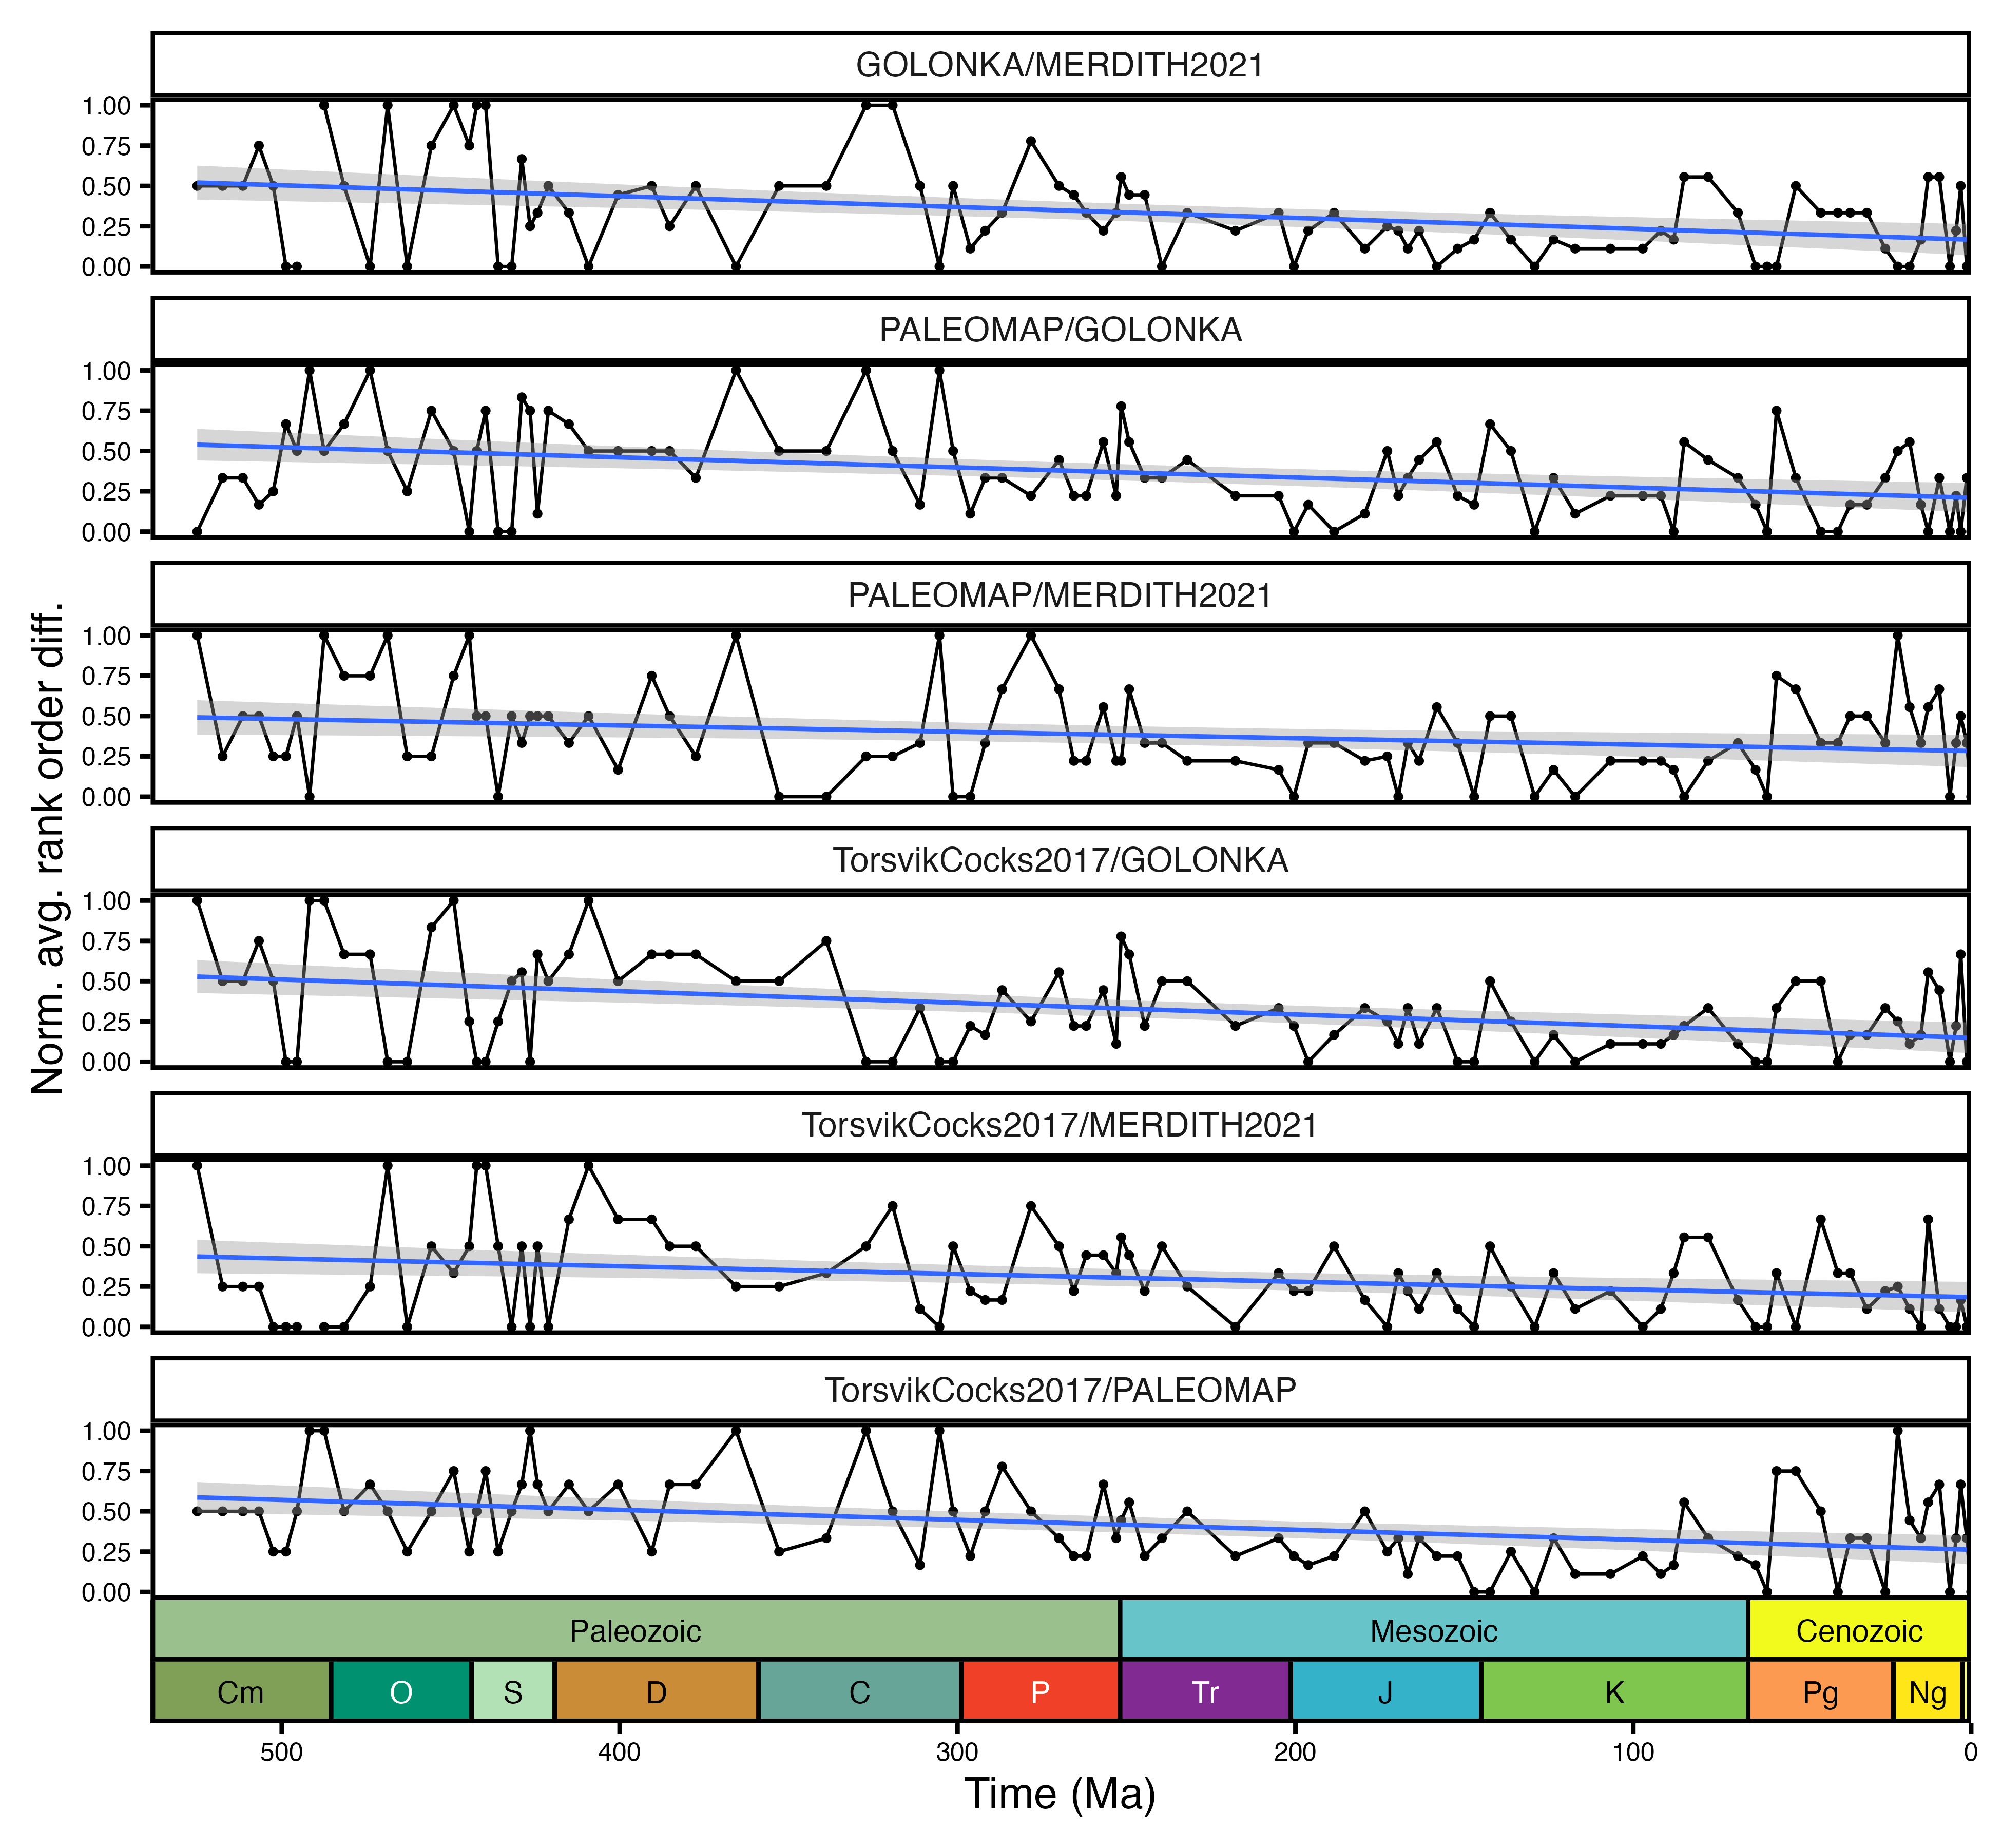 GOLONKA/MERDITH2021
1.00
0.75
0.50
0.25
0.00
PALEOMAP/GOLONKA
1.00
0.75
0.50
0.25
0.00
PALEOMAP/MERDITH2021
1.00
0.75
0.50
0.25
0.00
TorsvikCocks2017/GOLONKA
1.00
0.75
0.50
0.25
0.00
TorsvikCocks2017/MERDITH2021
1.00
0.75
0.50
0.25
0.00
TorsvikCocks2017/PALEOMAP
1.00
0.75
0.50
0.25
0.00
Norm. avg. rank order diff.
Paleozoic Mesozoic Cenozoic
Cm O S D C P Tr J K Pg Ng
500 400 300 200 100 0
Time (Ma)